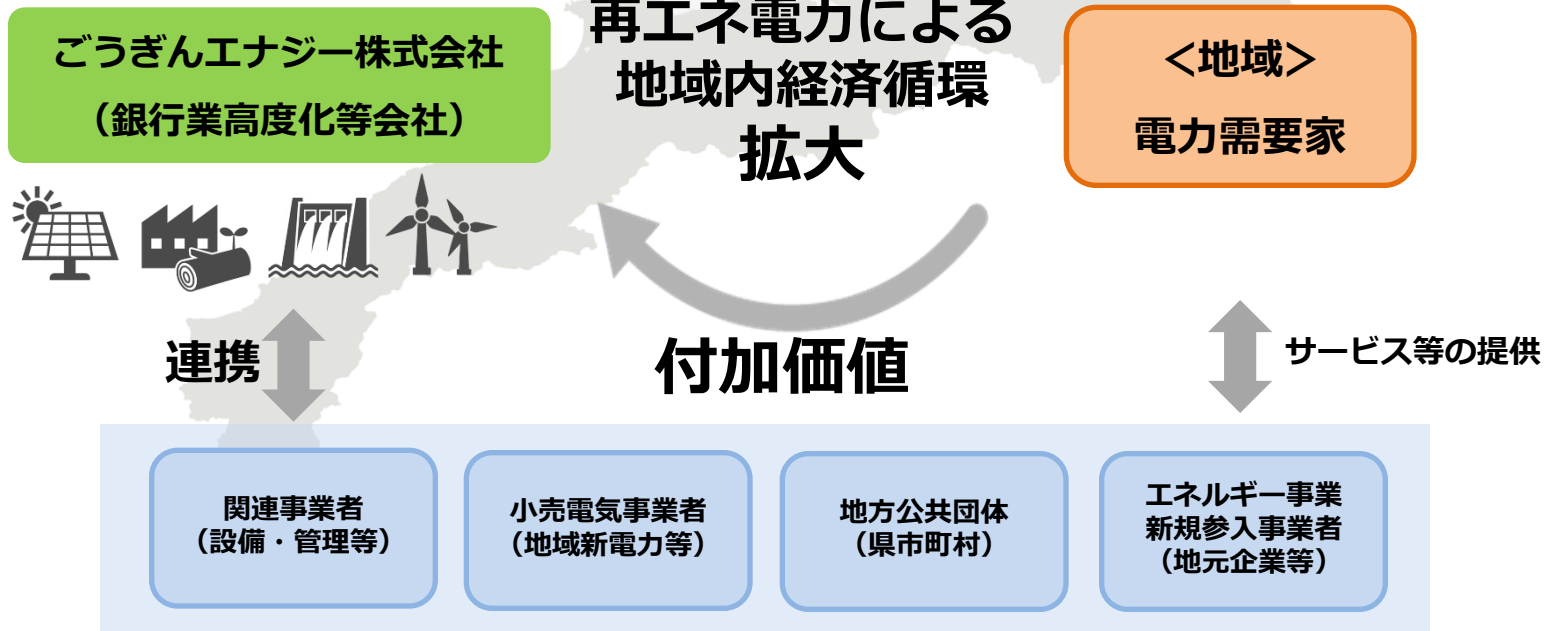 ごうぎんエナジー株式会社
（銀行業高度化等会社）
再エネ電力による
地域内経済循環
拡大
＜地域＞
電力需要家
連携
付加価値
サービス等の提供
関連事業者
（設備・管理等）
小売電気事業者
（地域新電力等）
地方公共団体
（県市町村）
エネルギー事業
新規参入事業者
（地元企業等）